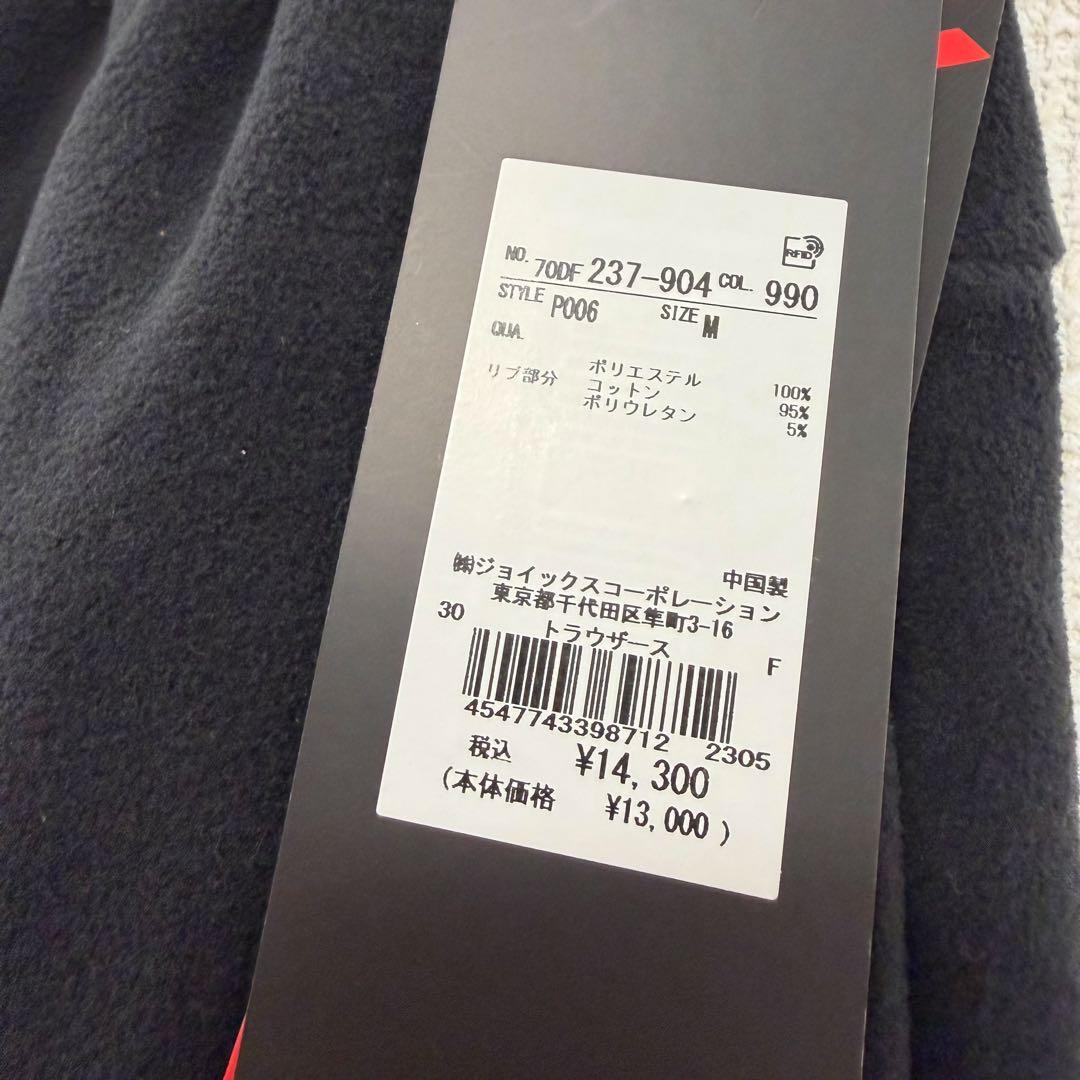 RFID
NO. 70DF 237-904 COL. 990
STYLE P006 SIZE M
QUA.
ポリエステル 100%
リブ部分 コットン 95%
ポリウレタン 5%
中国製
㈱ジョイックスコーポレーション
東京都千代田区隼町3-16
30 トラウザース F
4547743398712 2305
税込 ¥14,300
(本体価格 ¥13,000)